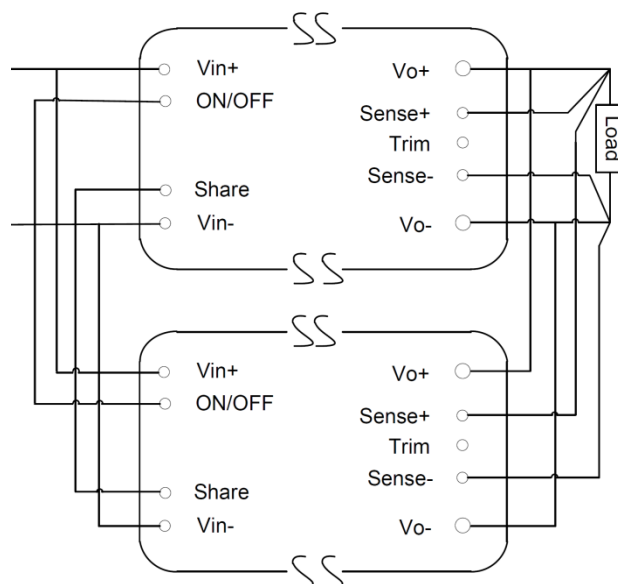 Vin+
Vo+
ON/OFF
Sense+
Load
Trim
Share
Sense-
Vin-
Vo-
Vin+
Vo+
ON/OFF
Sense+
Trim
Sense-
Share
Vin-
Vo-